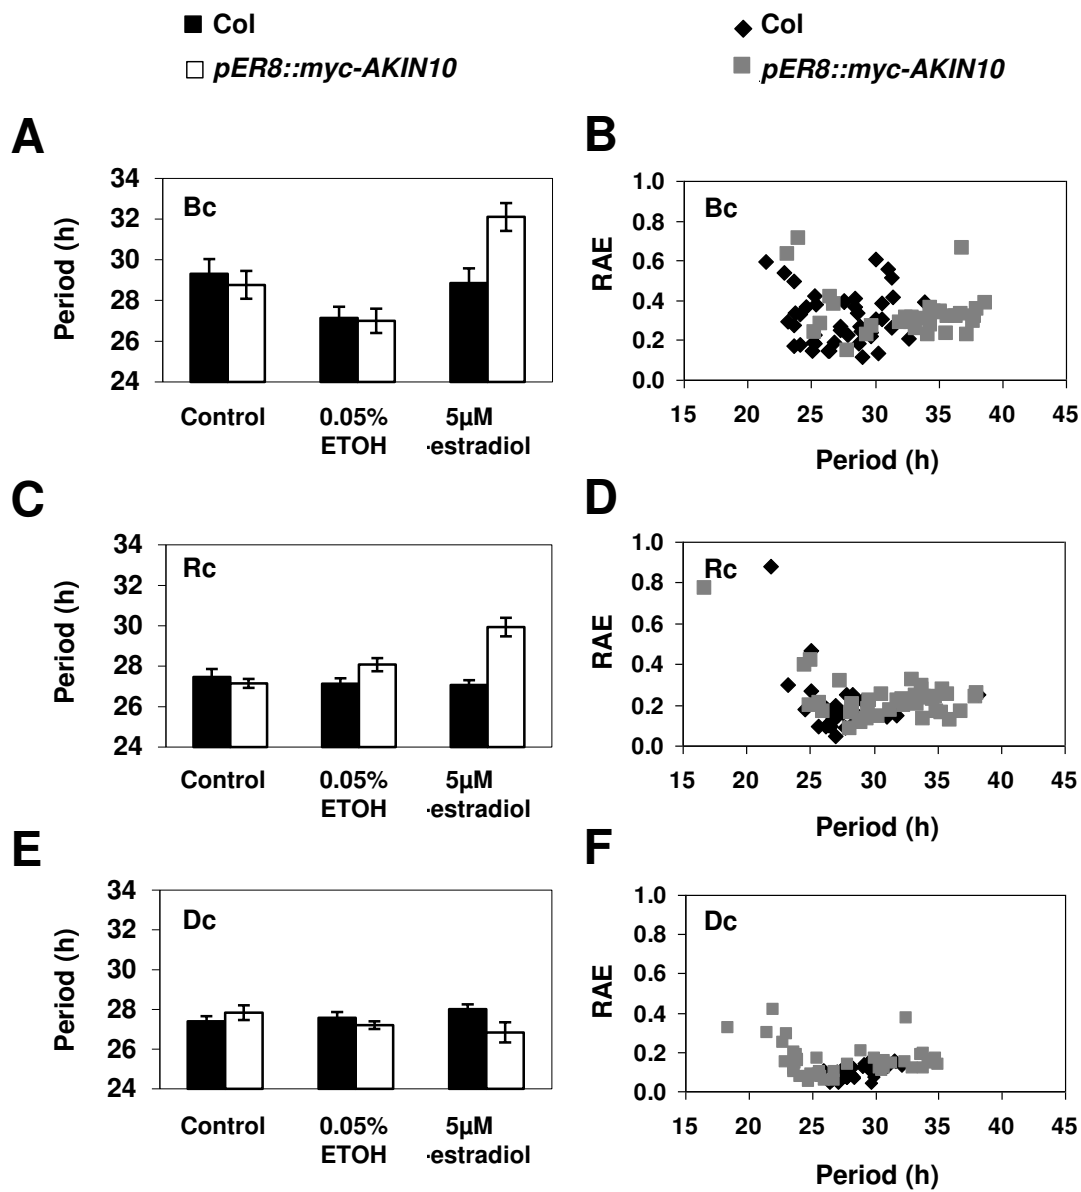 Col
pER8::myc-AKIN10
Col
pER8::myc-AKIN10
A
Period (h)
34
32
30
28
26
24
Bc
Control
0.05%
ETOH
5µM
·estradiol
B
RAE
1.0
0.8
0.6
0.4
0.2
0.0
Bc
15 20 25 30 35 40 45
Period (h)
C
Period (h)
34
32
30
28
26
24
Rc
Control
0.05%
ETOH
5µM
·estradiol
D
RAE
1.0
0.8
0.6
0.4
0.2
0.0
Rc
15 20 25 30 35 40 45
Period (h)
E
Period (h)
34
32
30
28
26
24
Dc
Control
0.05%
ETOH
5µM
·estradiol
F
RAE
1.0
0.8
0.6
0.4
0.2
0.0
Dc
15 20 25 30 35 40 45
Period (h)